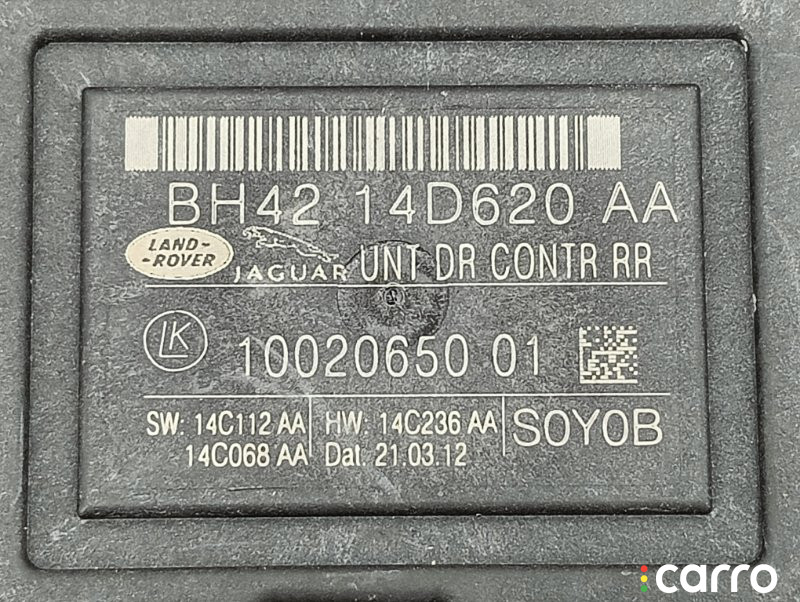 BH42 14D620 AA
LAND-
-ROVER
JAGUAR UNT DR CONTR RR
LK 10020650 01
SW: 14C112 AA HW: 14C236 AA SOYOB
14C068 AA Dat: 21.03.12
carro